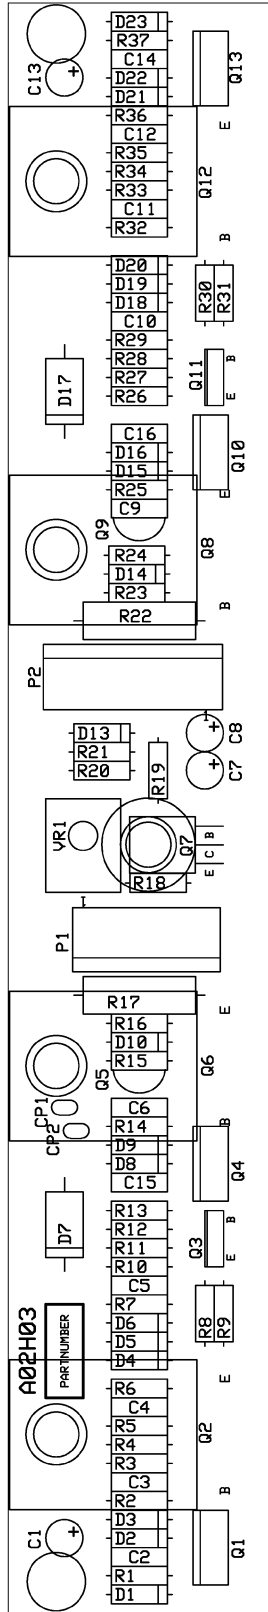 D23
R37
C14
D22
D21
C13
+
Q13
R36
C12
R35
R34
R33
C11
R32
E
Q12
B
D20
D19
D18
C10
R29
R28
R27
R26
R30
R31
D17
Q11
B
E
C16
D16
D15
R25
C9
Q10
E
Q9
Q8
R24
D14
R23
R22
B
P2
1
D13
R21
R20
R19
C8
+
C7
+
VR1
Q7
B
C
E
R18
1
P1
R17
R16
D10
R15
E
Q5
Q6
CP1
CP2
C6
R14
D9
D8
C15
B
Q4
D7
R13
R12
R11
R10
C5
R7
D6
D5
D4
Q3
B
E
R8
R9
A02H03
PARTNUMBER
R6
C4
R5
R4
R3
C3
R2
E
Q2
B
C1
+
D3
D2
C2
R1
D1
Q1